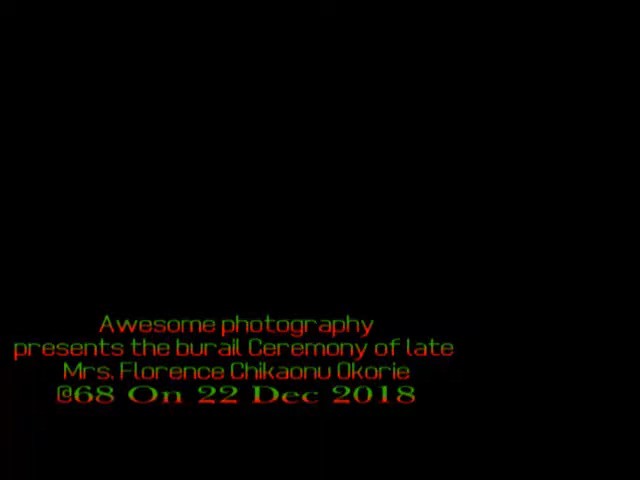 Awesome photography
presents the burail Ceremony of late
Mrs. Florence Chikaonu Okorie
@68 On 22 Dec 2018